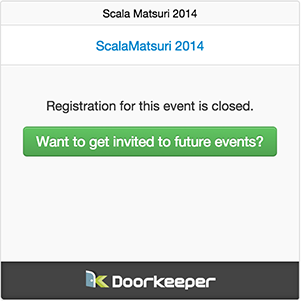 Scala Matsuri 2014
ScalaMatsuri 2014
Registration for this event is closed.
Want to get invited to future events?
Doorkeeper